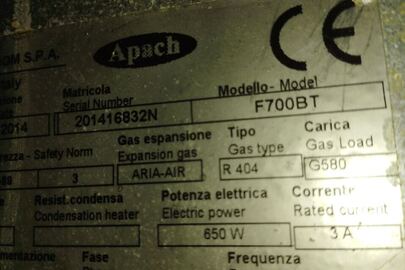 OM S.P.A.
Apach
CE
Matricola
Serial Number
Modello- Model
2014
201416832N
F700BT
Safety Norm
Gas espansione
Expansion gas
Tipo
Gas type
Carica
Gas Load
3
ARIA-AIR
R 404
G580
Resist.condensa
Condensation heater
Potenza elettrica
Electric power
Corrente
Rated current
650 W
3 A
Fase
Frequenza